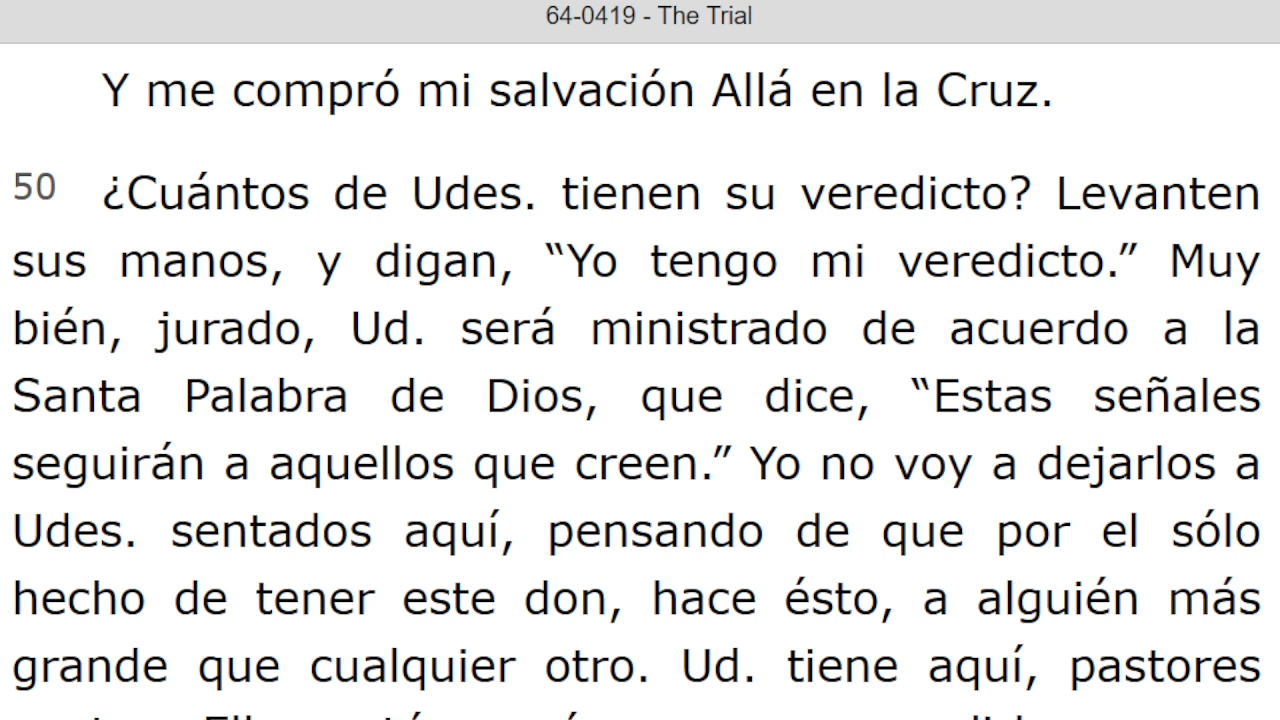 64-0419 - The Trial
Y me compró mi salvación Allá en la Cruz.
50 ¿Cuántos de Udes. tienen su veredicto? Levanten
sus manos, y digan, “Yo tengo mi veredicto.” Muy
bién, jurado, Ud. será ministrado de acuerdo a la
Santa Palabra de Dios, que dice, “Estas señales
seguirán a aquellos que creen.” Yo no voy a dejarlos a
Udes. sentados aquí, pensando de que por el sólo
hecho de tener este don, hace ésto, a alguién más
grande que cualquier otro. Ud. tiene aquí, pastores